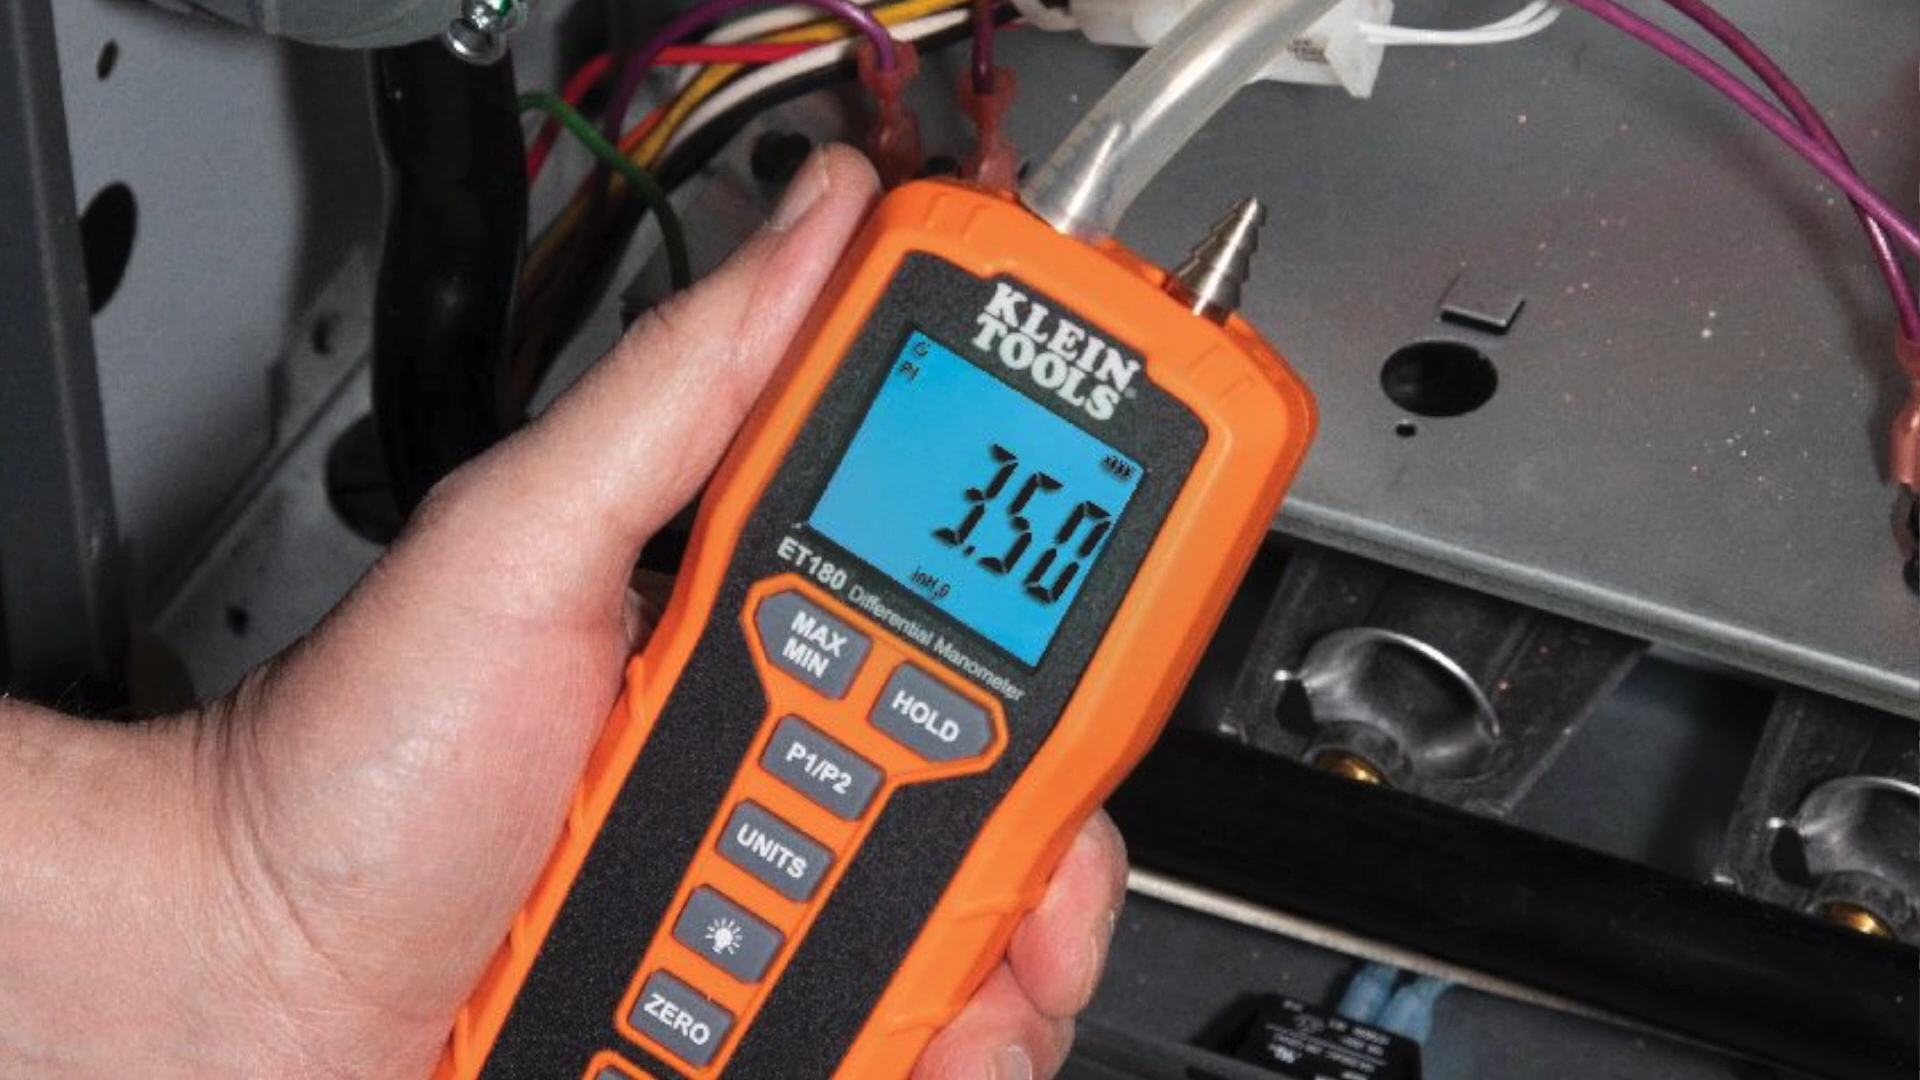 KLEIN
TOOLS®
P1
3.50
inH₂O
ET180 Differential Manometer
MAX
MIN
HOLD
P1/P2
UNITS
ZERO